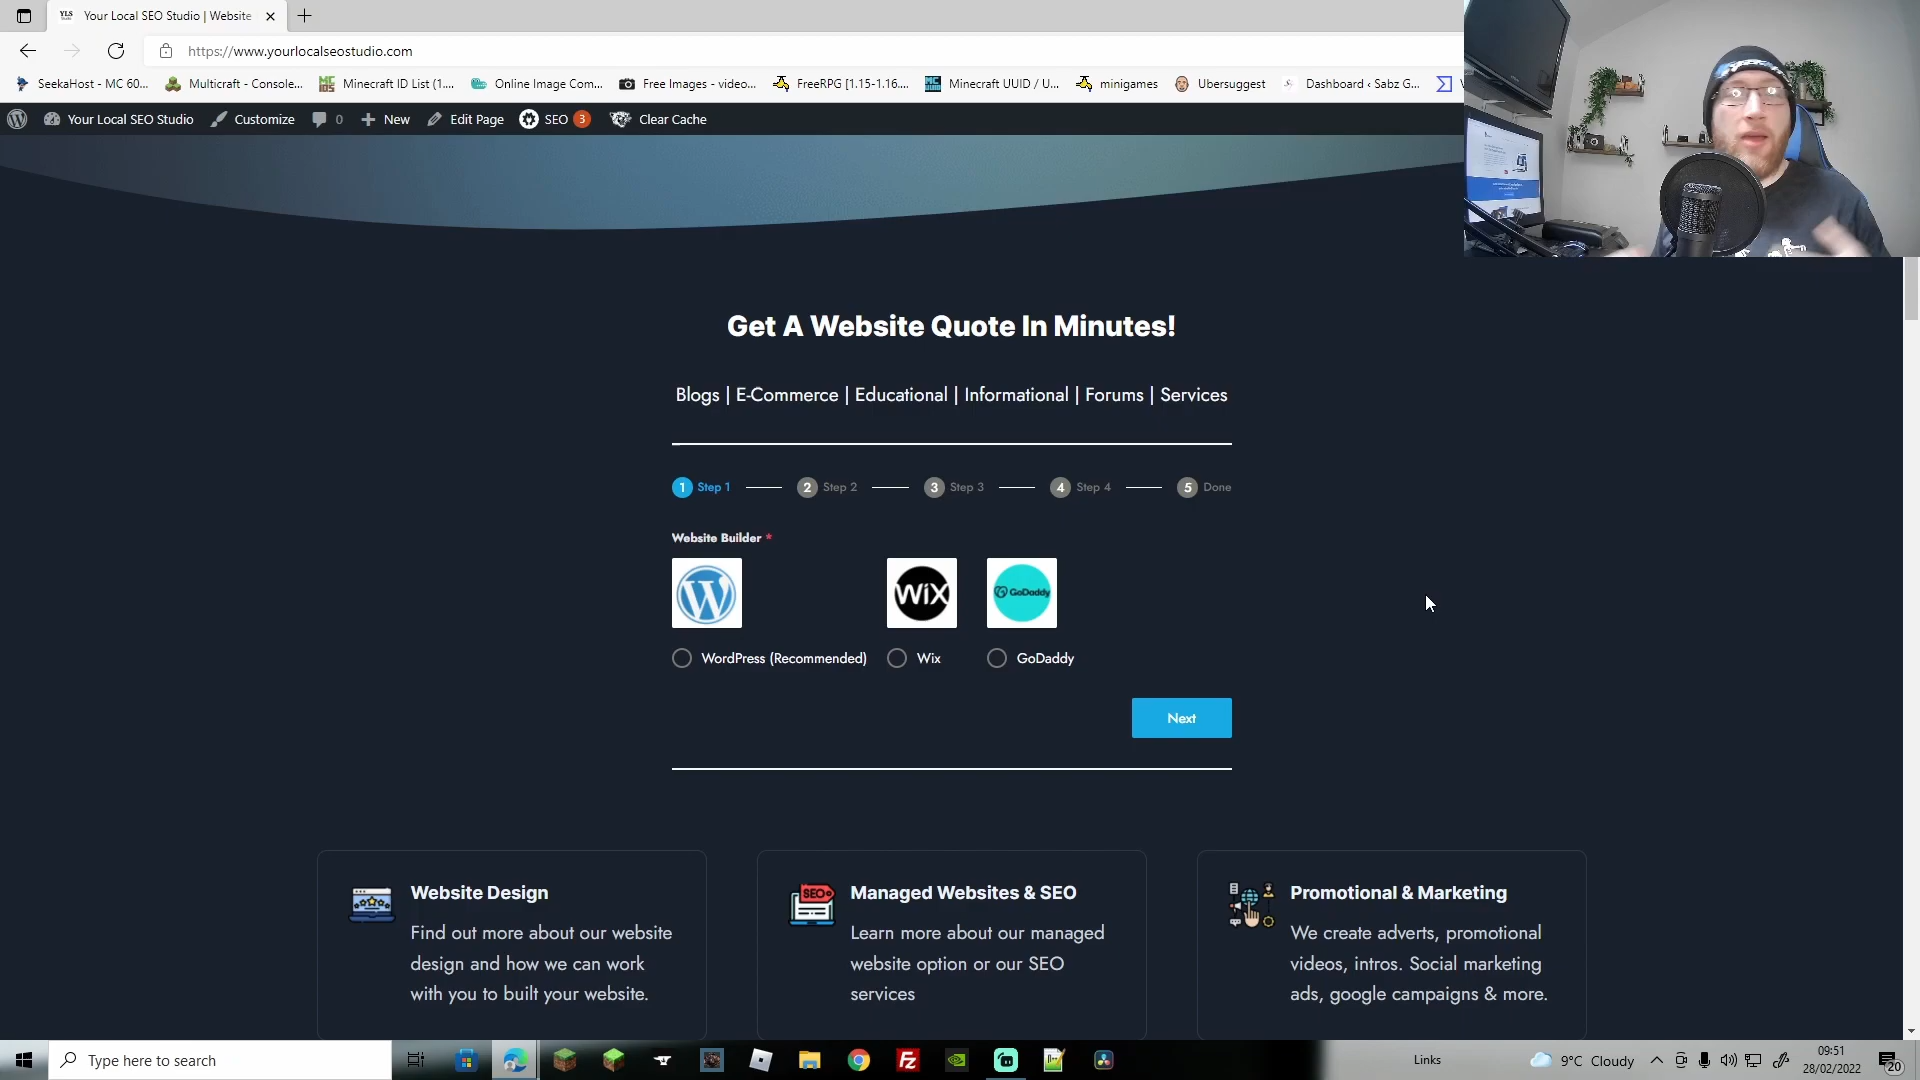 Your Local SEO Studio | Website
https://www.yourlocalseostudio.com
SeekaHost - MC 60...
Multicraft - Console...
Minecraft ID List (1....
Online Image Com...
Free Images - video...
FreeRPG [1.15-1.16....
Minecraft UUID / U...
minigames
Ubersuggest
Dashboard ‹ Sabz G...
Your Local SEO Studio
Customize
0
New
Edit Page
SEO 3
Clear Cache
Get A Website Quote In Minutes!
Blogs | E-Commerce | Educational | Informational | Forums | Services
1 Step 1
2 Step 2
3 Step 3
4 Step 4
5 Done
Website Builder *
W
WiX
GoDaddy
WordPress (Recommended)
Wix
GoDaddy
Next
Website Design
Find out more about our website
design and how we can work
with you to built your website.
SEO
Managed Websites & SEO
Learn more about our managed
website option or our SEO
services
Promotional & Marketing
We create adverts, promotional
videos, intros. Social marketing
ads, google campaigns & more.
Type here to search
Links
9°C Cloudy
09:51
28/02/2022
20